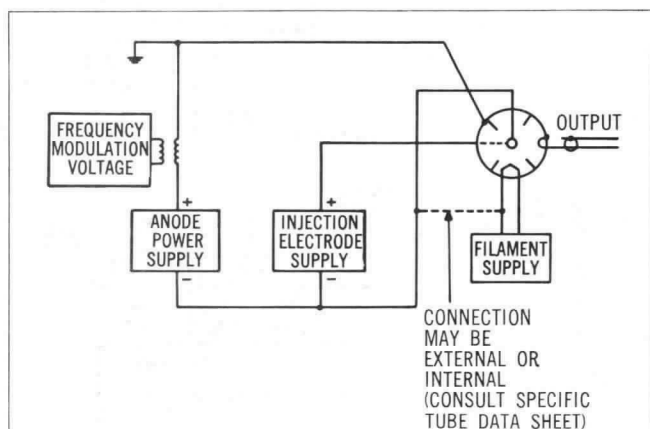 FREQUENCY
MODULATION
VOLTAGE
OUTPUT
+
ANODE
POWER
SUPPLY
−
+
INJECTION
ELECTRODE
SUPPLY
−
FILAMENT
SUPPLY
CONNECTION
MAY BE
EXTERNAL OR
INTERNAL
(CONSULT SPECIFIC
TUBE DATA SHEET)